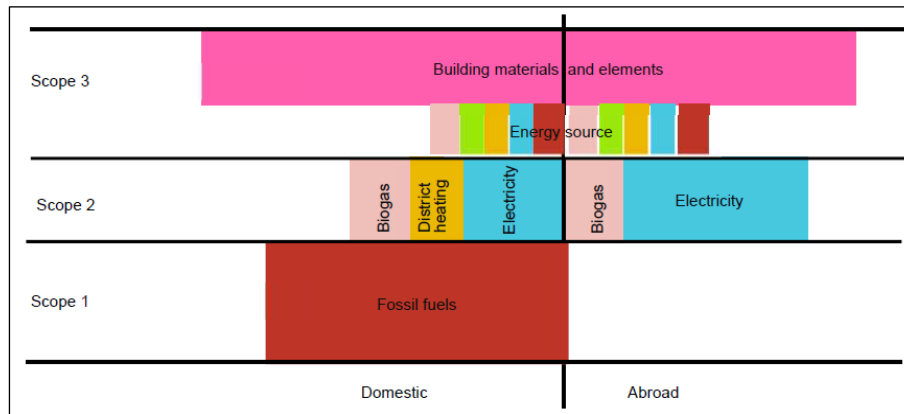 Scope 3
Building materials and elements
Energy source
Scope 2
Biogas
District
heating
Electricity
Biogas
Electricity
Scope 1
Fossil fuels
Domestic
Abroad